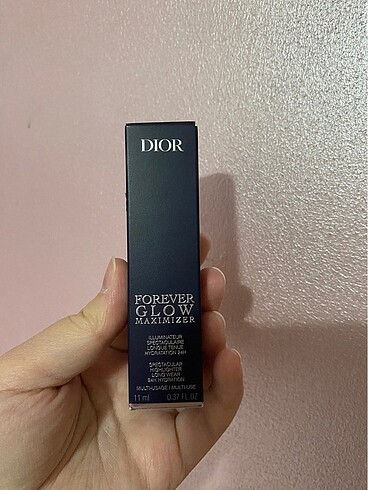 DIOR
FOREVER
GLOW
MAXIMIZER
ILLUMINATEUR
SPECTACULAIRE
LONGUE TENUE
HYDRATATION 24H
SPECTACULAR
HIGHLIGHTER
LONG WEAR
24H HYDRATION
MULTI-USAGE / MULTI-USE
11 ml 0.37 FL OZ